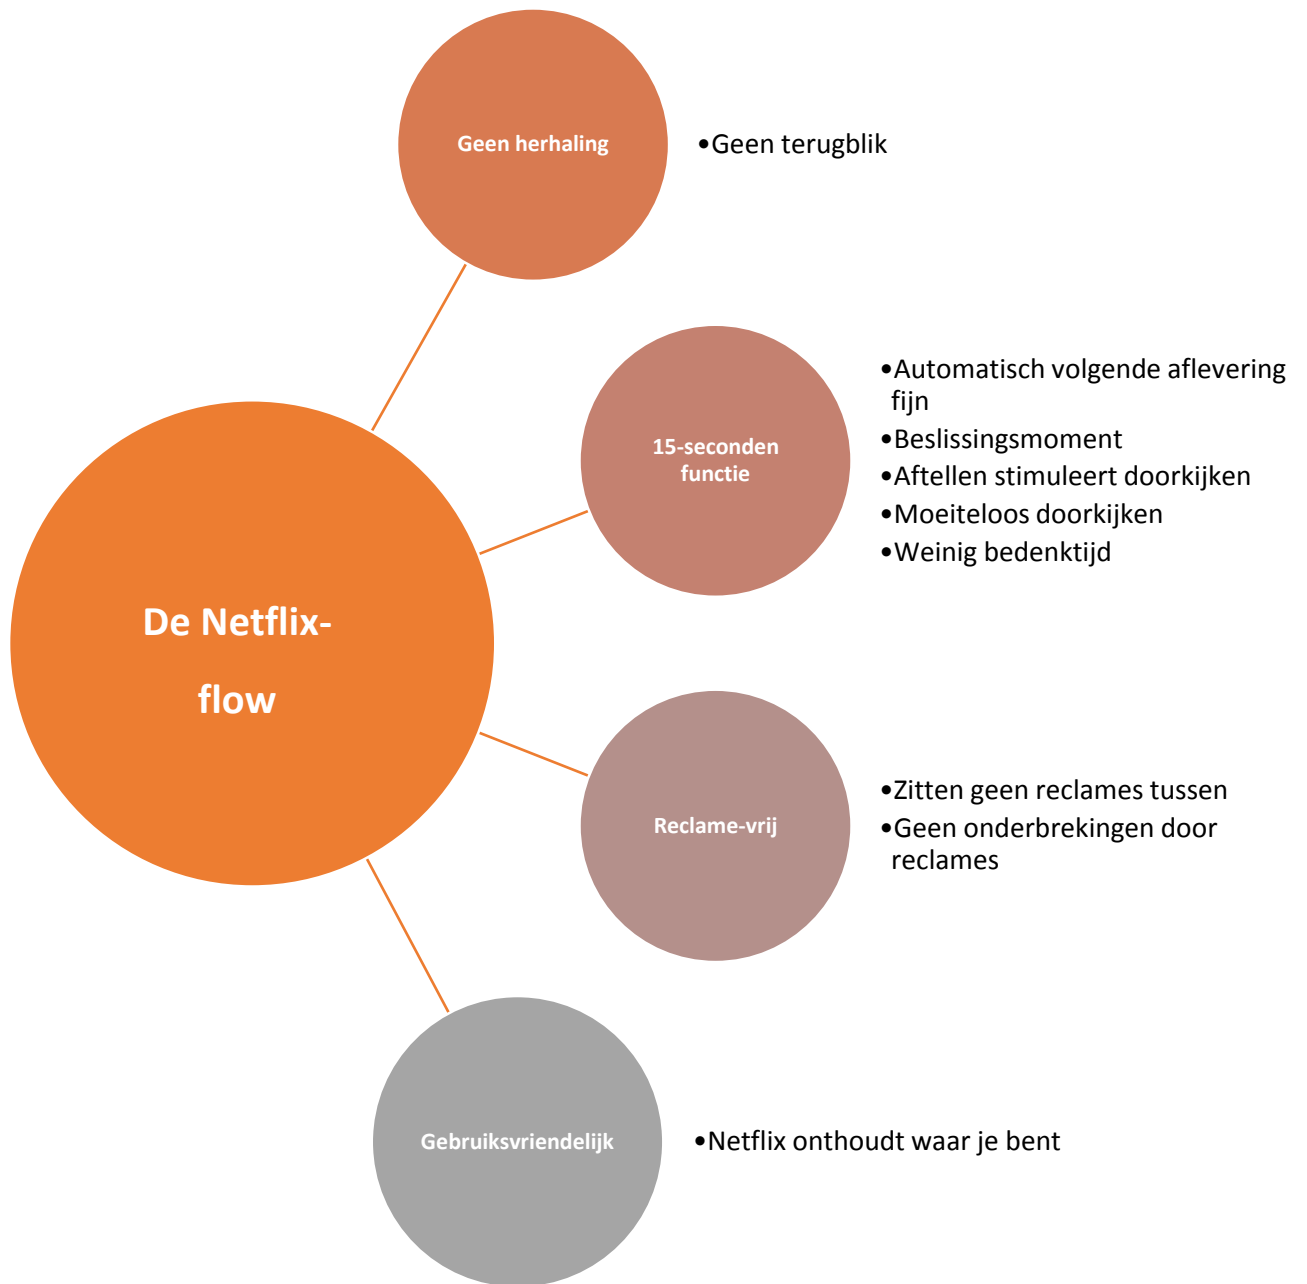 Geen herhaling
•Geen terugblik
15-seconden
functie
•Automatisch volgende aflevering
fijn
•Beslissingsmoment
•Aftellen stimuleert doorkijken
•Moeiteloos doorkijken
•Weinig bedenktijd
De Netflix-
flow
Reclame-vrij
•Zitten geen reclames tussen
•Geen onderbrekingen door
reclames
Gebruiksvriendelijk
•Netflix onthoudt waar je bent